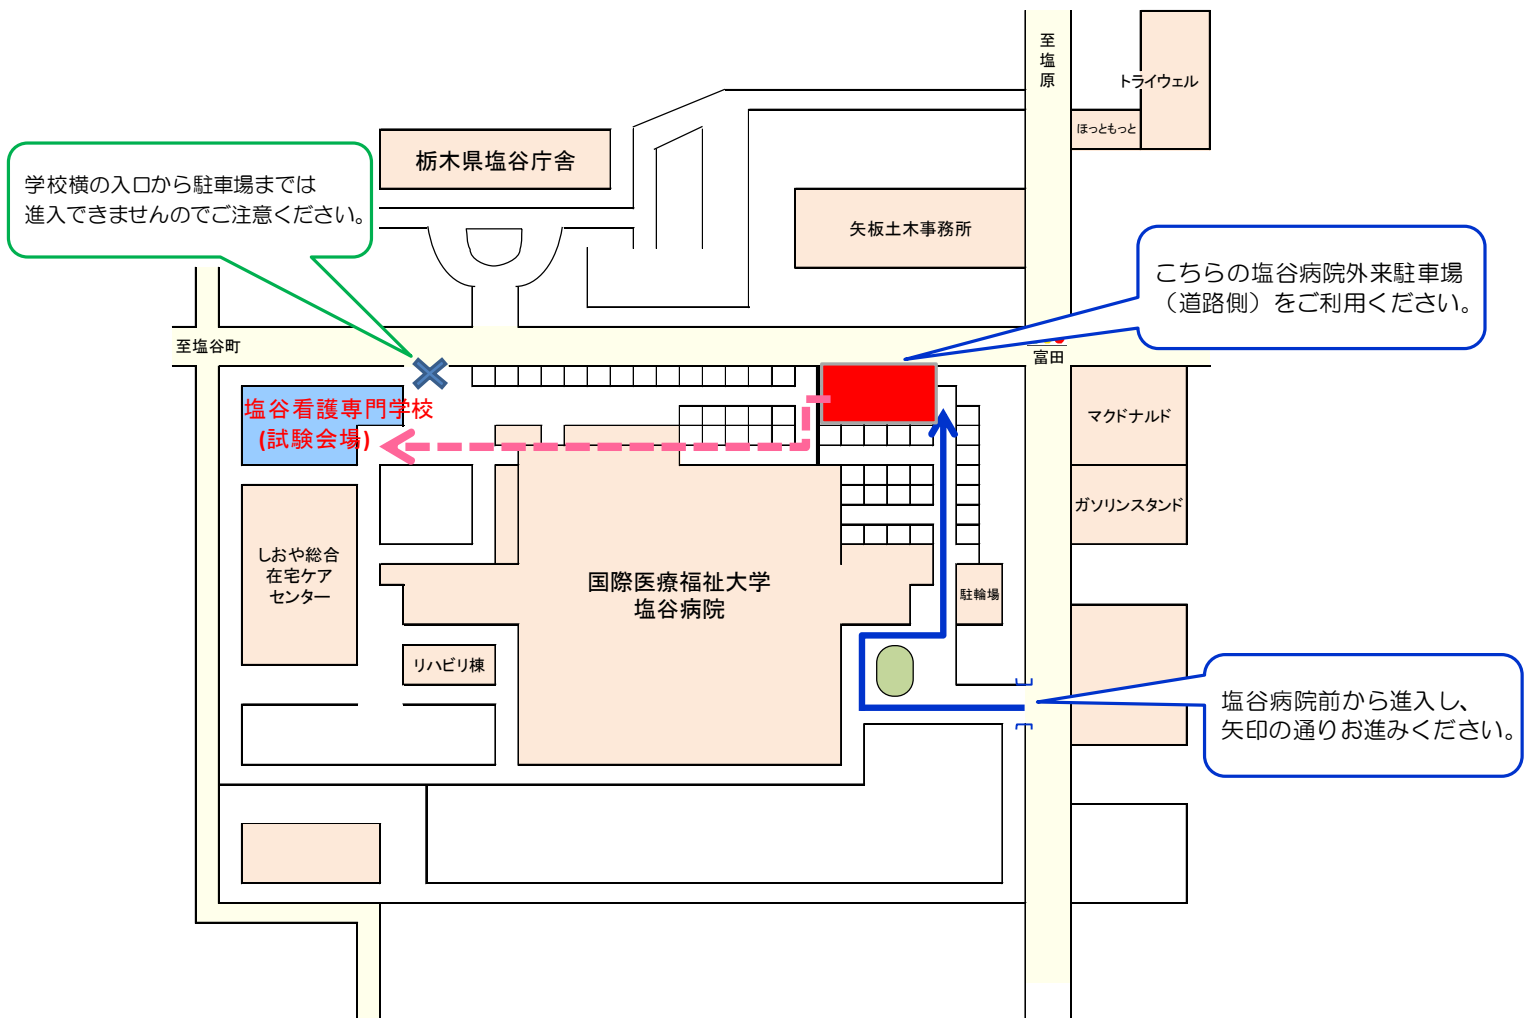 至塩原
トライウェル
ほっともっと
栃木県塩谷庁舎
学校横の入口から駐車場までは
進入できませんのでご注意ください。
矢板土木事務所
こちらの塩谷病院外来駐車場
（道路側）をご利用ください。
至塩谷町
富田
塩谷看護専門学校
(試験会場)
マクドナルド
ガソリンスタンド
しおや総合
在宅ケア
センター
国際医療福祉大学
塩谷病院
駐輪場
リハビリ棟
塩谷病院前から進入し、
矢印の通りお進みください。